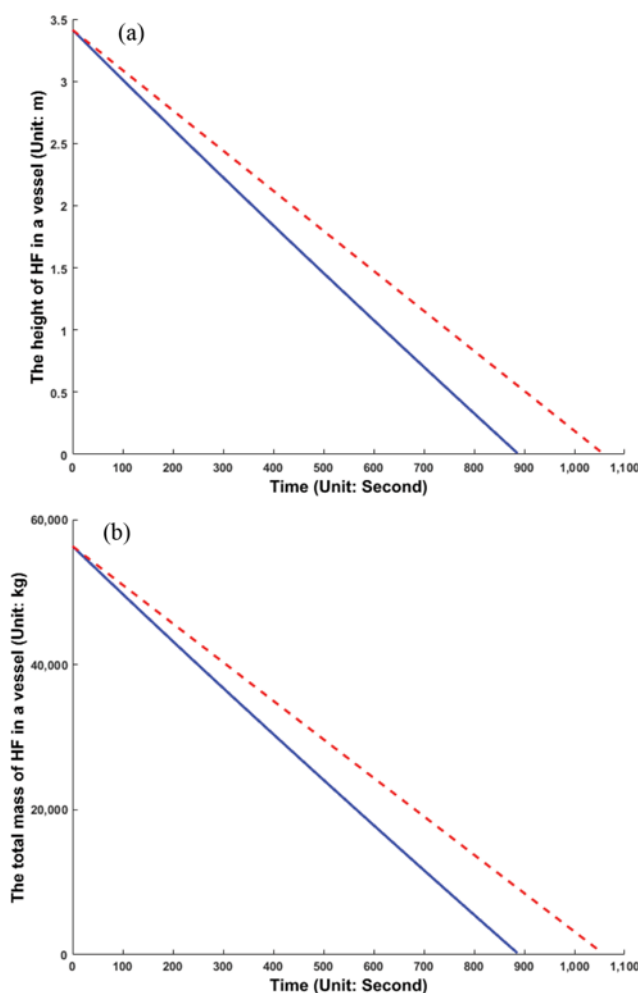 (a)
The height of HF in a vessel (Unit: m)
3.5
3
2.5
2
1.5
1
0.5
0
0 100 200 300 400 500 600 700 800 900 1,000 1,100
Time (Unit: Second)
(b)
The total mass of HF in a vessel (Unit: kg)
60,000
40,000
20,000
0
0 100 200 300 400 500 600 700 800 900 1,000 1,100
Time (Unit: Second)